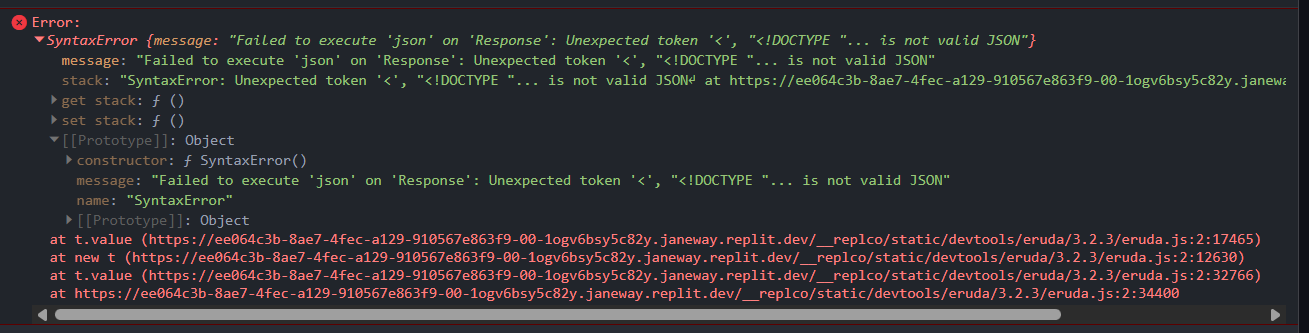 Error:
SyntaxError {message: "Failed to execute 'json' on 'Response': Unexpected token '<', "<!DOCTYPE "... is not valid JSON"}
message: "Failed to execute 'json' on 'Response': Unexpected token '<', "<!DOCTYPE "... is not valid JSON"
stack: "SyntaxError: Unexpected token '<', "<!DOCTYPE "... is not valid JSON↵ at https://ee064c3b-8ae7-4fec-a129-910567e863f9-00-1ogv6bsy5c82y.janewa
get stack: ƒ ()
set stack: ƒ ()
[[Prototype]]: Object
constructor: ƒ SyntaxError()
message: "Failed to execute 'json' on 'Response': Unexpected token '<', "<!DOCTYPE "... is not valid JSON"
name: "SyntaxError"
[[Prototype]]: Object
at t.value (https://ee064c3b-8ae7-4fec-a129-910567e863f9-00-1ogv6bsy5c82y.janeway.replit.dev/__replco/static/devtools/eruda/3.2.3/eruda.js:2:17465)
at new t (https://ee064c3b-8ae7-4fec-a129-910567e863f9-00-1ogv6bsy5c82y.janeway.replit.dev/__replco/static/devtools/eruda/3.2.3/eruda.js:2:12630)
at t.value (https://ee064c3b-8ae7-4fec-a129-910567e863f9-00-1ogv6bsy5c82y.janeway.replit.dev/__replco/static/devtools/eruda/3.2.3/eruda.js:2:32766)
at https://ee064c3b-8ae7-4fec-a129-910567e863f9-00-1ogv6bsy5c82y.janeway.replit.dev/__replco/static/devtools/eruda/3.2.3/eruda.js:2:34400